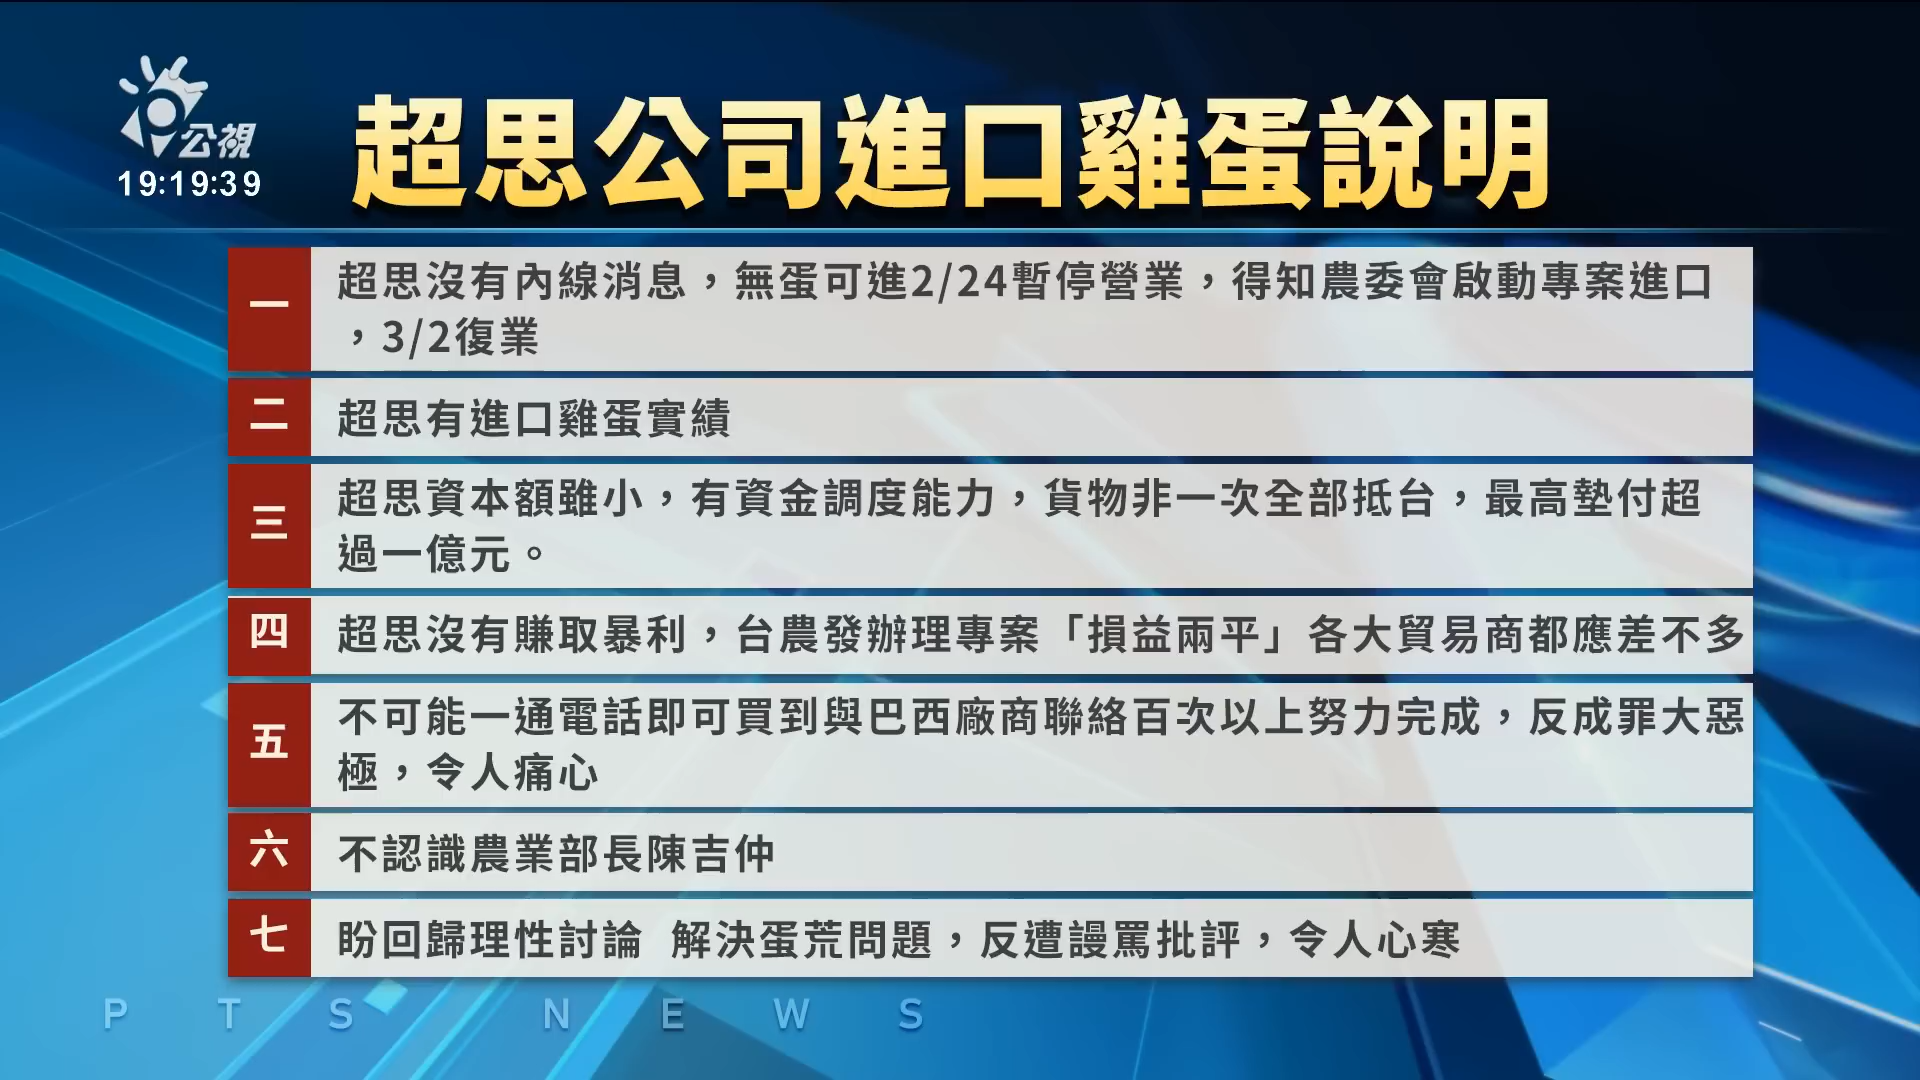 公視
19:19:39
超思公司進口雞蛋說明
一
超思沒有內線消息，無蛋可進2/24暫停營業，得知農委會啟動專案進口
，3/2復業
二
超思有進口雞蛋實績
三
超思資本額雖小，有資金調度能力，貨物非一次全部抵台，最高墊付超
過一億元。
四
超思沒有賺取暴利，台農發辦理專案「損益兩平」各大貿易商都應差不多
五
不可能一通電話即可買到與巴西廠商聯絡百次以上努力完成，反成罪大惡
極，令人痛心
六
不認識農業部長陳吉仲
七
盼回歸理性討論 解決蛋荒問題，反遭謾罵批評，令人心寒
PTS NEWS